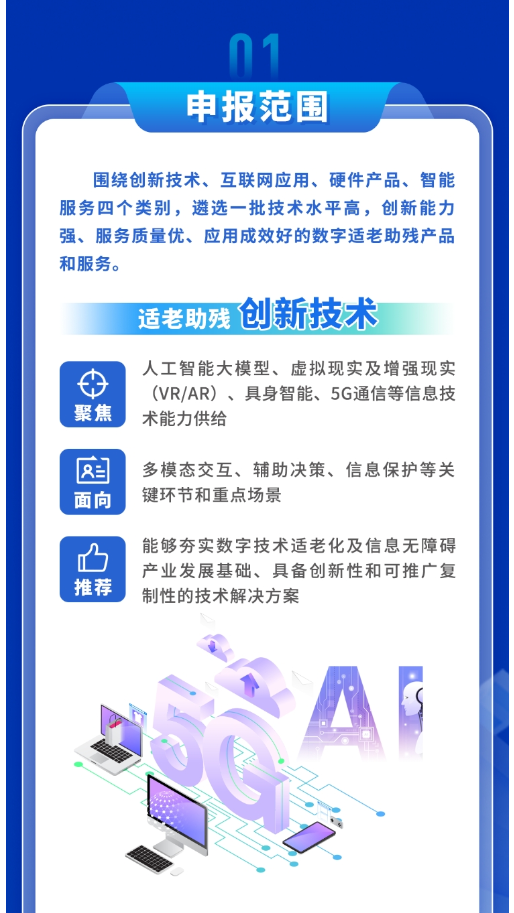 01
申报范围
围绕创新技术、互联网应用、硬件产品、智能
服务四个类别，遴选一批技术水平高，创新能力
强、服务质量优、应用成效好的数字适老助残产品
和服务。
适老助残 创新技术
聚焦
人工智能大模型、虚拟现实及增强现实
（VR/AR）、具身智能、5G通信等信息技
术能力供给
面向
多模态交互、辅助决策、信息保护等关
键环节和重点场景
推荐
能够夯实数字技术适老化及信息无障碍
产业发展基础、具备创新性和可推广复
制性的技术解决方案
5G AI